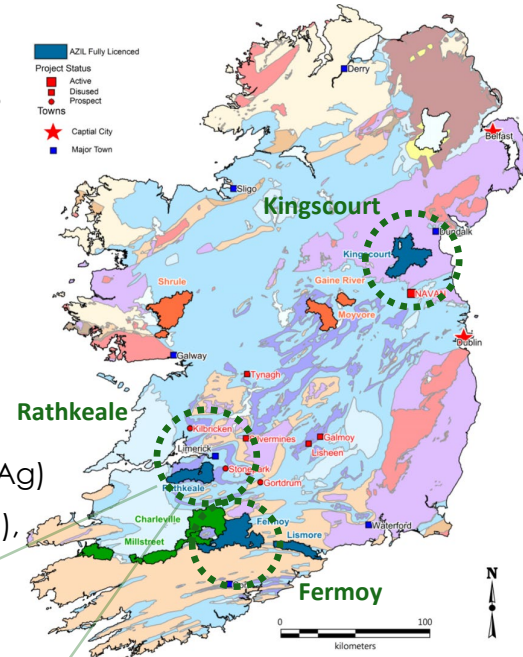 AZIL Fully Licenced
Project Status
Active
Disused
Prospect
Towns
Captial City
Major Town
Derry
Belfast
Sligo
Kingscourt
Dundalk
Kingscourt
Shrule
Gaine River
NAVAN
Moyvore
Dublin
Galway
Tynagh
Rathkeale
Kilbricken
Galmoy
Lisheen
Limerick
Gortdrum
Rathkeale
Ag)
Charleville
Fermoy
),
Millstreet
Lismore
Waterford
Fermoy
N
0
100
kilometers